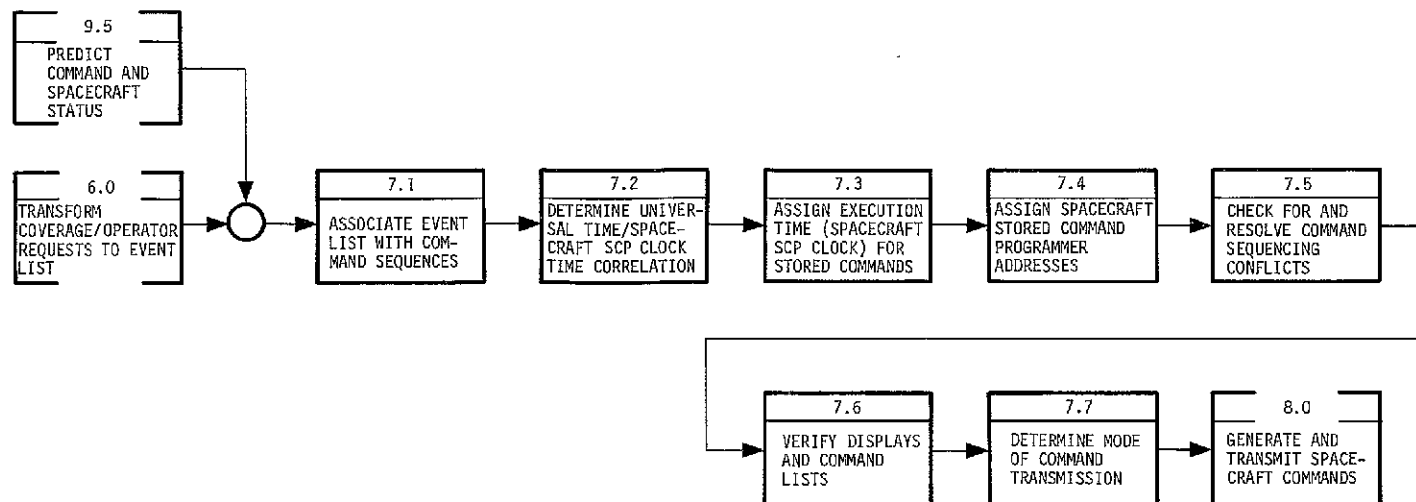 9.5
PREDICT
COMMAND AND
SPACECRAFT
STATUS
6.0
TRANSFORM
COVERAGE/OPERATOR
REQUESTS TO EVENT
LIST
7.1
ASSOCIATE EVENT
LIST WITH COM-
MAND SEQUENCES
7.2
DETERMINE UNIVER-
SAL TIME/SPACE-
CRAFT SCP CLOCK
TIME CORRELATION
7.3
ASSIGN EXECUTION
TIME (SPACECRAFT
SCP CLOCK) FOR
STORED COMMANDS
7.4
ASSIGN SPACECRAFT
STORED COMMAND
PROGRAMMER
ADDRESSES
7.5
CHECK FOR AND
RESOLVE COMMAND
SEQUENCING
CONFLICTS
7.6
VERIFY DISPLAYS
AND COMMAND
LISTS
7.7
DETERMINE MODE
OF COMMAND
TRANSMISSION
8.0
GENERATE AND
TRANSMIT SPACE-
CRAFT COMMANDS